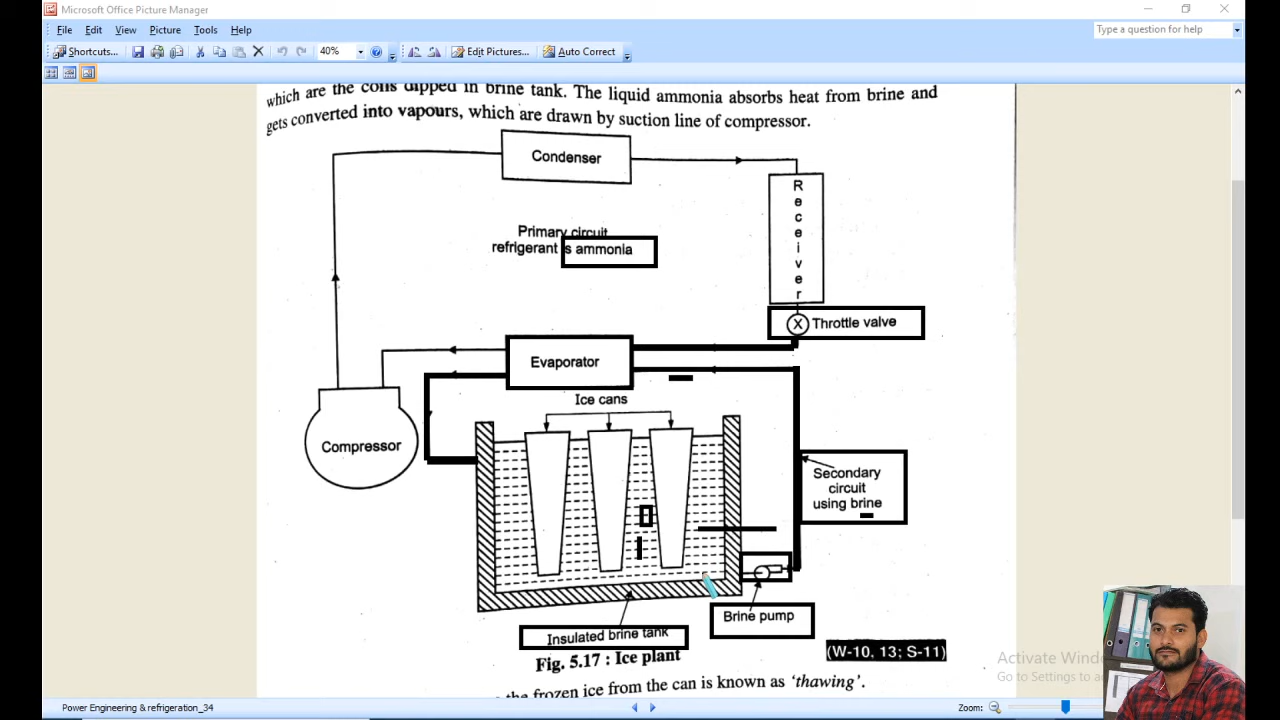 Microsoft Office Picture Manager
File Edit View Picture Tools Help
Type a question for help
Shortcuts... 40% Edit Pictures... Auto Correct
which are the coils dipped in brine tank. The liquid ammonia absorbs heat from brine and
gets converted into vapours, which are drawn by suction line of compressor.
Condenser
Receiver
Primary circuit
refrigerant is ammonia
X Throttle valve
Evaporator
Ice cans
Compressor
Secondary
circuit
using brine
Brine pump
Insulated brine tank
(W-10, 13; S-11)
Fig. 5.17 : Ice plant
the frozen ice from the can is known as 'thawing'.
Activate Windo
Go to Settings to a
Power Engineering & refrigeration_34
Zoom: